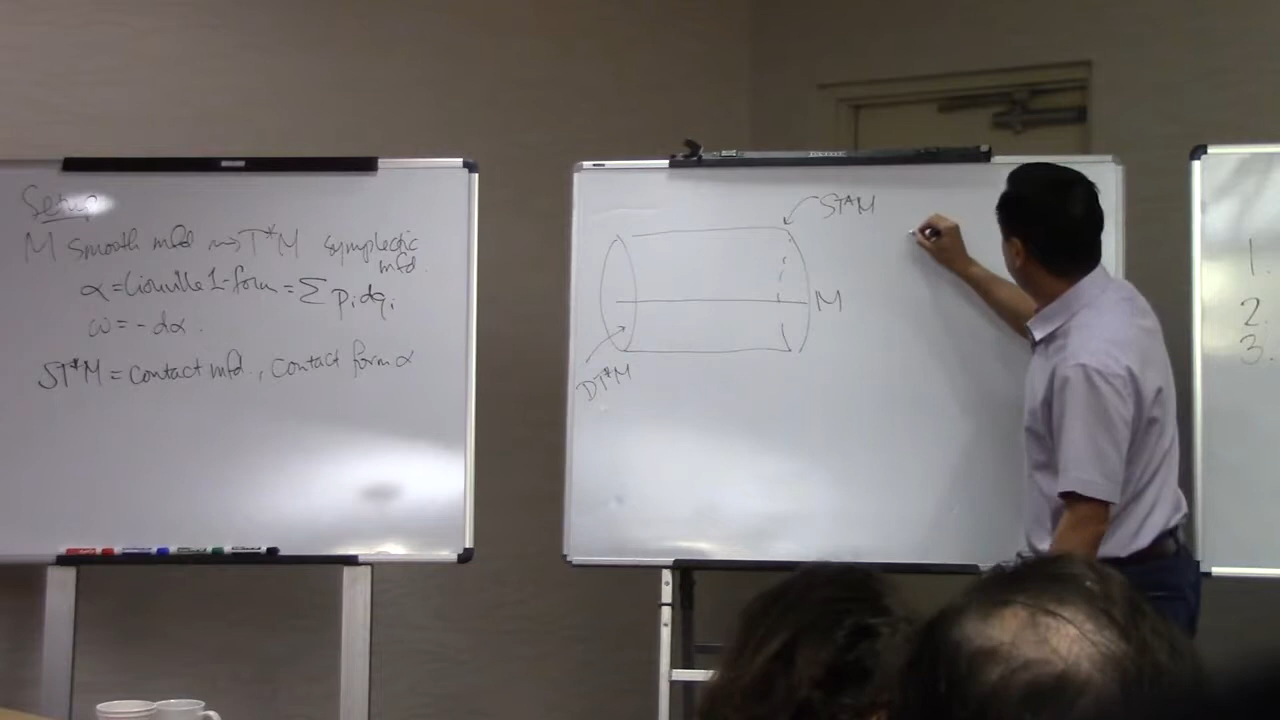 Setup
M smooth mfd ⇝ T*M symplectic
mfd.
α = Liouville 1-form = Σ pᵢdqᵢ
ω = -dα.
ST*M = contact mfd., contact form α
ST*M
M
DT*M
1.
2.
3.